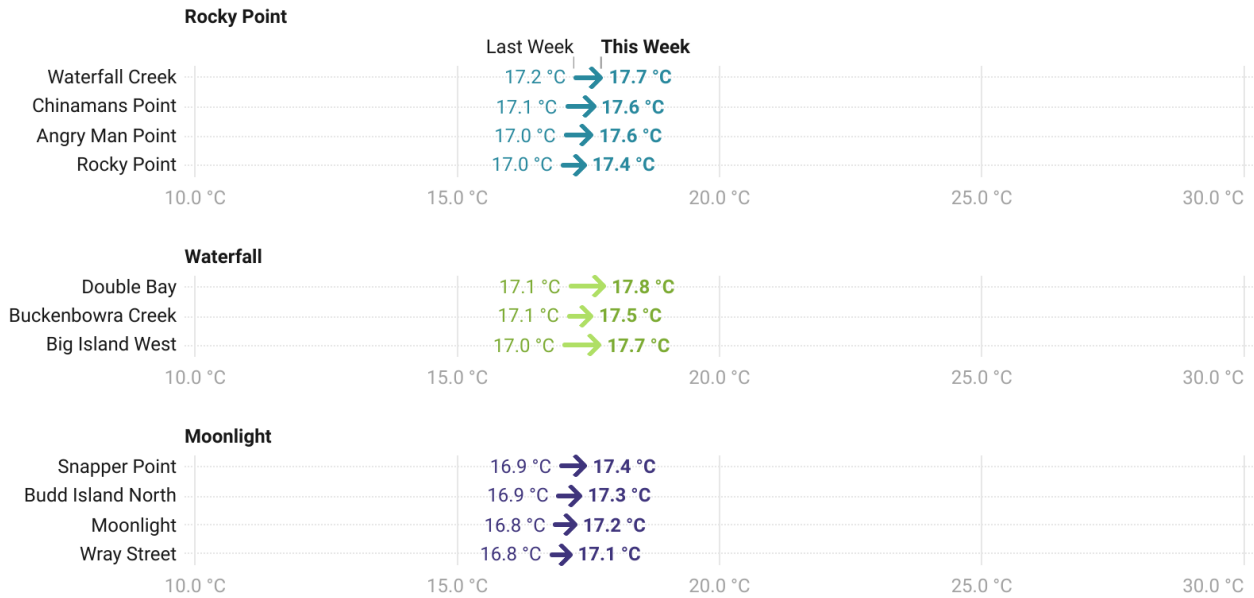 Rocky Point
Last Week This Week
Waterfall Creek 17.2 °C 17.7 °C
Chinamans Point 17.1 °C 17.6 °C
Angry Man Point 17.0 °C 17.6 °C
Rocky Point 17.0 °C 17.4 °C
10.0 °C 15.0 °C 20.0 °C 25.0 °C 30.0 °C
Waterfall
Double Bay 17.1 °C 17.8 °C
Buckenbowra Creek 17.1 °C 17.5 °C
Big Island West 17.0 °C 17.7 °C
10.0 °C 15.0 °C 20.0 °C 25.0 °C 30.0 °C
Moonlight
Snapper Point 16.9 °C 17.4 °C
Budd Island North 16.9 °C 17.3 °C
Moonlight 16.8 °C 17.2 °C
Wray Street 16.8 °C 17.1 °C
10.0 °C 15.0 °C 20.0 °C 25.0 °C 30.0 °C